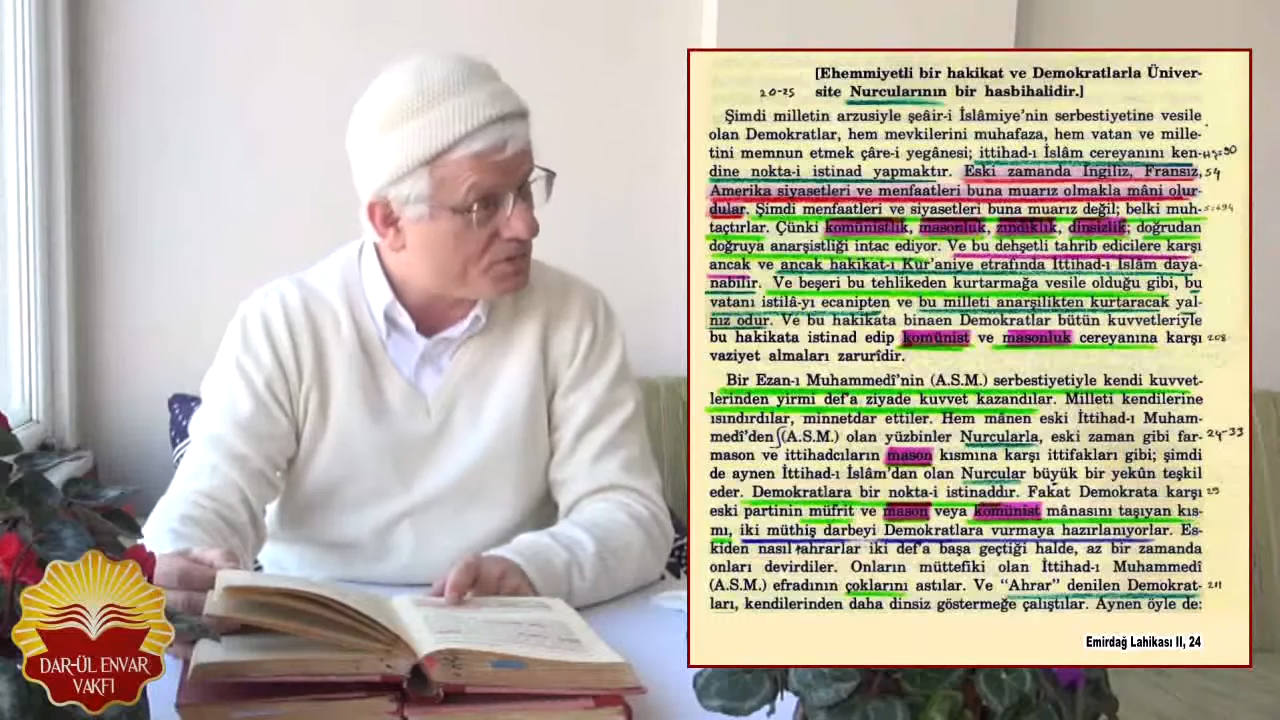 [Ehemmiyetli bir hakikat ve Demokratlarla Üniver-
20-25 site Nurcularının bir hasbihalidir.]
Şimdi milletin arzusiyle şeâir-i İslâmiye'nin serbestiyetine vesile
olan Demokratlar, hem mevkilerini muhafaza, hem vatan ve mille-
tini memnun etmek çâre-i yegânesi; ittihad-ı İslâm cereyanını ken-
dine nokta-i istinad yapmaktır. Eski zamanda İngiliz, Fransız, 54
Amerika siyasetleri ve menfaatleri buna muarız olmakla mâni olur-
dular. Şimdi menfaatleri ve siyasetleri buna muarız değil; belki muh-
taçtırlar. Çünki komünistlik, masonluk, zındıklık, dinsizlik; doğrudan
doğruya anarşistliği intac ediyor. Ve bu dehşetli tahrib edicilere karşı
ancak ve ancak hakikat-ı Kur'aniye etrafında İttihad-ı İslâm daya-
nabilir. Ve beşeri bu tehlikeden kurtarmağa vesile olduğu gibi, bu
vatanı istilâ-yı ecanipten ve bu milleti anarşilikten kurtaracak yal-
nız odur. Ve bu hakikata binaen Demokratlar bütün kuvvetleriyle
bu hakikata istinad edip komünist ve masonluk cereyanına karşı 208
vaziyet almaları zarurîdir.
Bir Ezan-ı Muhammedî'nin (A.S.M.) serbestiyetiyle kendi kuvvet-
lerinden yirmi def'a ziyade kuvvet kazandılar. Milleti kendilerine
ısındırdılar, minnetdar ettiler. Hem mânen eski İttihad-ı Muham-
medî'den (A.S.M.) olan yüzbinler Nurcularla, eski zaman gibi far- 24-33
mason ve ittihadcıların mason kısmına karşı ittifakları gibi; şimdi
de aynen İttihad-ı İslâm'dan olan Nurcular büyük bir yekûn teşkil
eder. Demokratlara bir nokta-i istinaddır. Fakat Demokrata karşı 25
eski partinin müfrit ve mason veya komünist mânasını taşıyan kıs-
mı, iki müthiş darbeyi Demokratlara vurmaya hazırlanıyorlar. Es-
kiden nasıl ahrarlar iki def'a başa geçtiği halde, az bir zamanda
onları devirdiler. Onların müttefiki olan İttihad-ı Muhammedî
(A.S.M.) efradının çoklarını astılar. Ve "Ahrar" denilen Demokrat- 211
ları, kendilerinden daha dinsiz göstermeğe çalıştılar. Aynen öyle de:
Emirdağ Lahikası II, 24
DAR-ÜL ENVAR
VAKFI